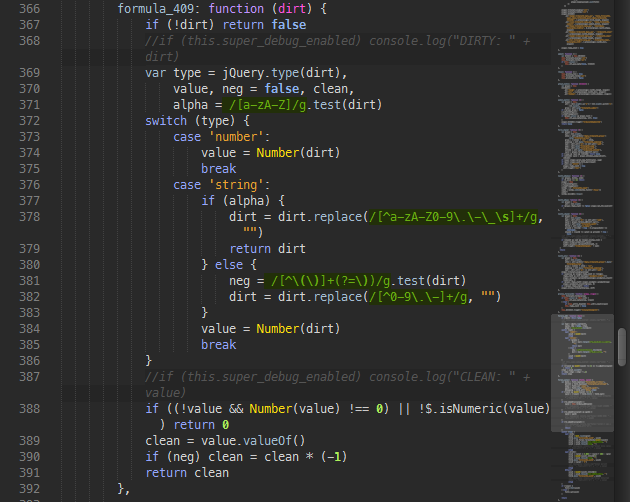 366 formula_409: function (dirt) {
367 if (!dirt) return false
368 //if (this.super_debug_enabled) console.log("DIRTY: " +
dirt)
369 var type = jQuery.type(dirt),
370 value, neg = false, clean,
371 alpha = /[a-zA-Z]/g.test(dirt)
372 switch (type) {
373 case 'number':
374 value = Number(dirt)
375 break
376 case 'string':
377 if (alpha) {
378 dirt = dirt.replace(/[^a-zA-Z0-9\.\-\_\s]+/g,
"")
379 return dirt
380 } else {
381 neg = /[^\(\)]+(?=\))/g.test(dirt)
382 dirt = dirt.replace(/[^0-9\.\-]+/g, "")
383 }
384 value = Number(dirt)
385 break
386 }
387 //if (this.super_debug_enabled) console.log("CLEAN: " +
value)
388 if ((!value && Number(value) !== 0) || !$.isNumeric(value)
) return 0
389 clean = value.valueOf()
390 if (neg) clean = clean * (-1)
391 return clean
392 },